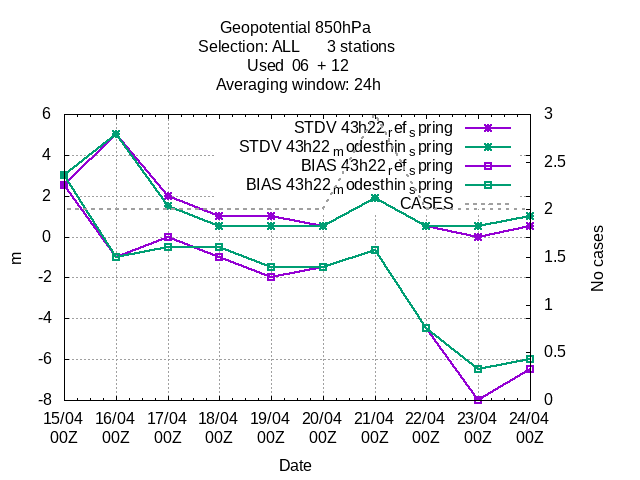 Geopotential 850hPa
Selection: ALL 3 stations
Used 06 + 12
Averaging window: 24h
STDV 43h22_ref_spring
STDV 43h22_modesthin_spring
BIAS 43h22_ref_spring
BIAS 43h22_modesthin_spring
CASES
6
4
2
0
-2
-4
-6
-8
m
3
2.5
2
1.5
1
0.5
0
No cases
15/04 16/04 17/04 18/04 19/04 20/04 21/04 22/04 23/04 24/04
00Z 00Z 00Z 00Z 00Z 00Z 00Z 00Z 00Z 00Z
Date